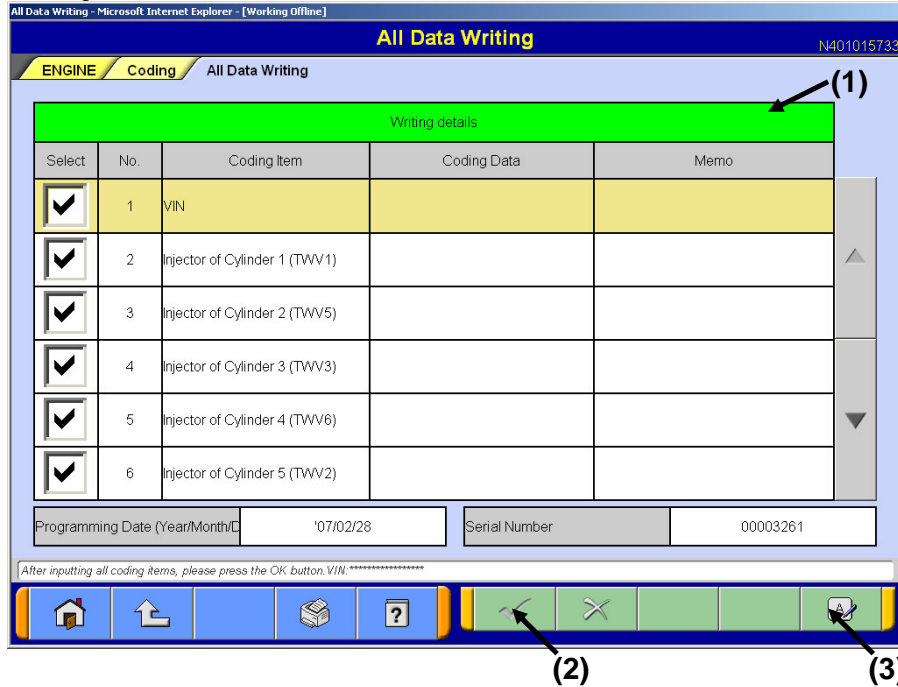 All Data Writing - Microsoft Internet Explorer - [Working Offline]
All Data Writing
N401015733
ENGINE Coding All Data Writing
(1)
Writing details
Select No. Coding Item Coding Data Memo
1 VIN
2 Injector of Cylinder 1 (TWV1)
3 Injector of Cylinder 2 (TWV5)
4 Injector of Cylinder 3 (TWV3)
5 Injector of Cylinder 4 (TWV6)
6 Injector of Cylinder 5 (TWV2)
Programming Date (Year/Month/D '07/02/28 Serial Number 00003261
After inputting all coding items, please press the OK button. VIN:*****************
?
A
(2) (3)